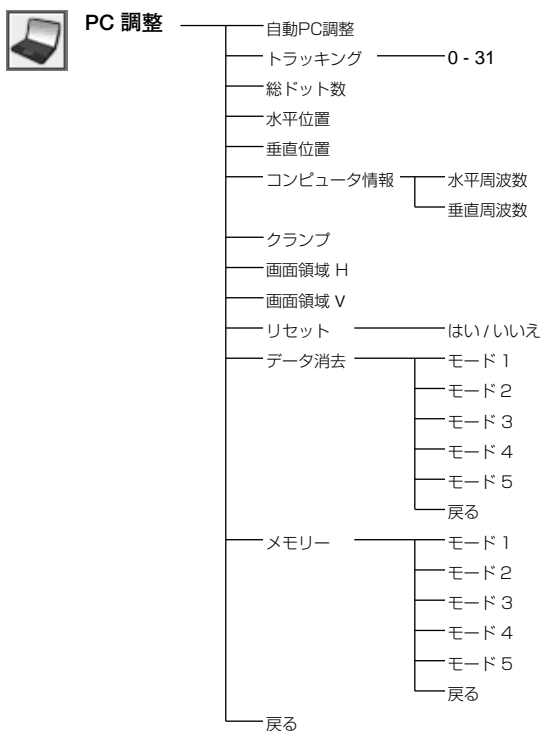 PC 調整
自動PC調整
トラッキング 0 - 31
総ドット数
水平位置
垂直位置
コンピュータ情報 水平周波数
垂直周波数
クランプ
画面領域 H
画面領域 V
リセット はい / いいえ
データ消去 モード 1
モード 2
モード 3
モード 4
モード 5
戻る
メモリー モード 1
モード 2
モード 3
モード 4
モード 5
戻る
戻る